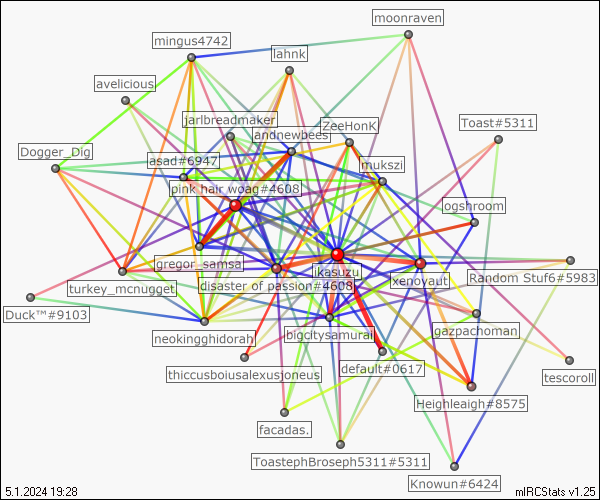 moonraven
mingus4742
lahnk
avelicious
jarlbreadmaker
ZeeHonK
Toast#5311
andnewbees
Dogger_Dig
asad#6947
mukszi
pink hair woag#4608
ogshroom
gregor_samsa
ikasuzu
xenoyaut
Random Stuf6#5983
turkey_mcnugget
disaster of passion#4608
Duck™#9103
neokingghidorah
bigcitysamurai
gazpachoman
thiccusboiusalexusjoneus
default#0617
tescoroll
Heighleaigh#8575
facadas.
ToastephBroseph5311#5311
Knowun#6424
5.1.2024 19:28
mIRCStats v1.25